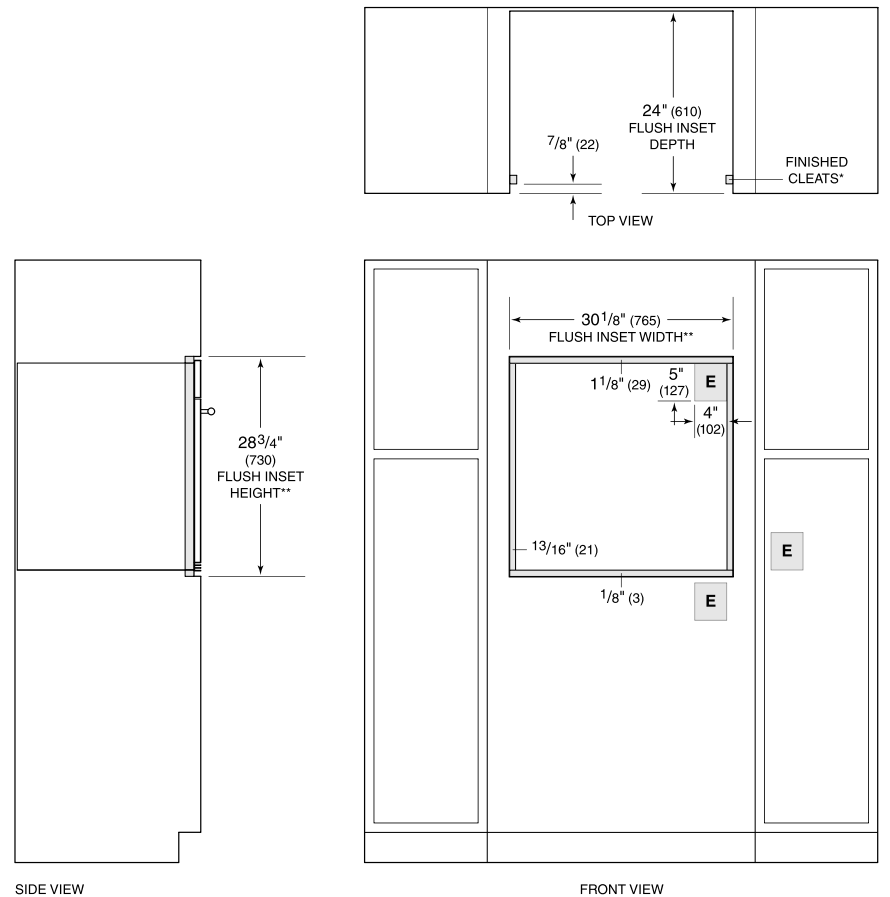 24" (610)
FLUSH INSET
DEPTH
7/8" (22)
FINISHED
CLEATS*
TOP VIEW
30 1/8" (765)
FLUSH INSET WIDTH**
1 1/8" (29)
5"
(127)
E
4"
(102)
28 3/4"
(730)
FLUSH INSET
HEIGHT**
13/16" (21)
E
1/8" (3)
E
SIDE VIEW
FRONT VIEW